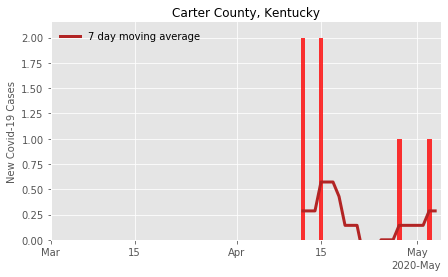 Carter County, Kentucky
7 day moving average
New Covid-19 Cases
2.00
1.75
1.50
1.25
1.00
0.75
0.50
0.25
0.00
Mar
15
Apr
15
May
2020-May